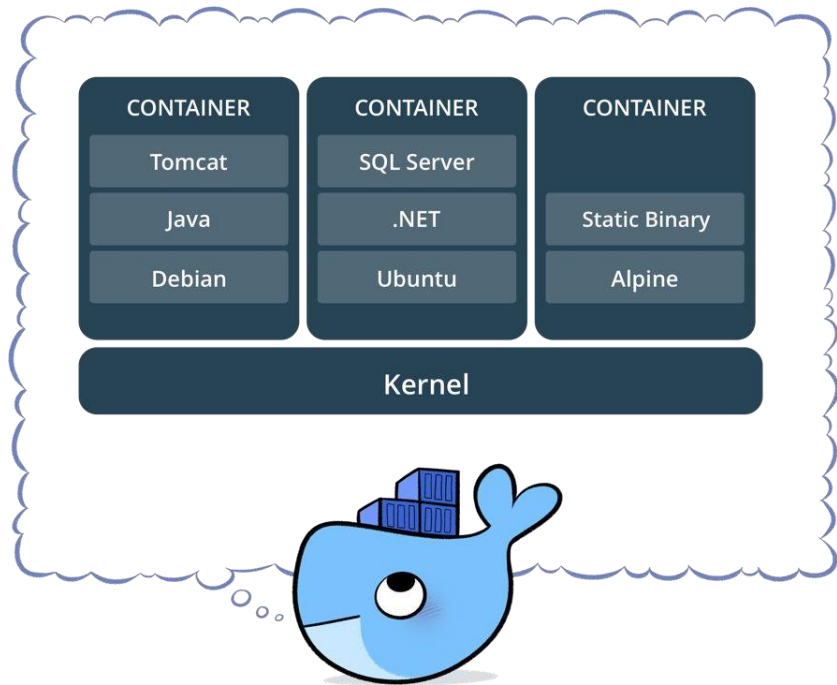 CONTAINER
Tomcat
Java
Debian
CONTAINER
SQL Server
.NET
Ubuntu
CONTAINER
Static Binary
Alpine
Kernel